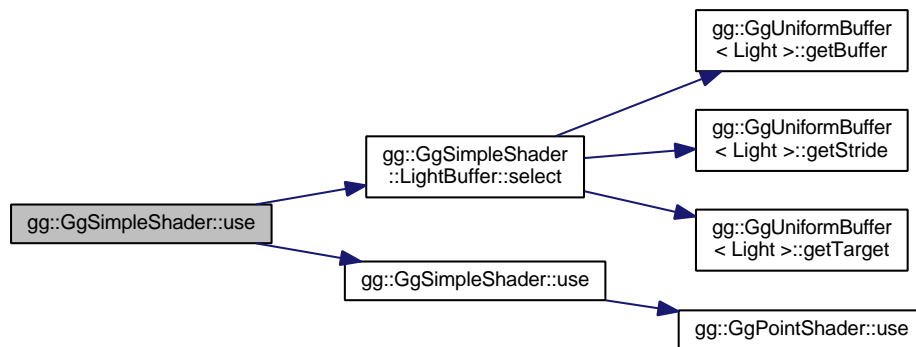 gg::GgUniformBuffer
< Light >::getBuffer
gg::GgUniformBuffer
< Light >::getStride
gg::GgSimpleShader
::LightBuffer::select
gg::GgSimpleShader::use
gg::GgUniformBuffer
< Light >::getTarget
gg::GgSimpleShader::use
gg::GgPointShader::use